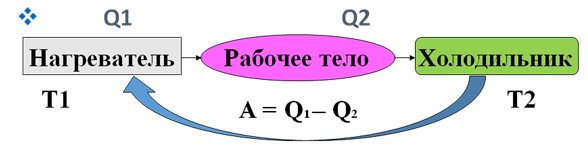 Q1 Q2
Нагреватель Рабочее тело Холодильник
T1 A = Q₁ – Q₂ T2